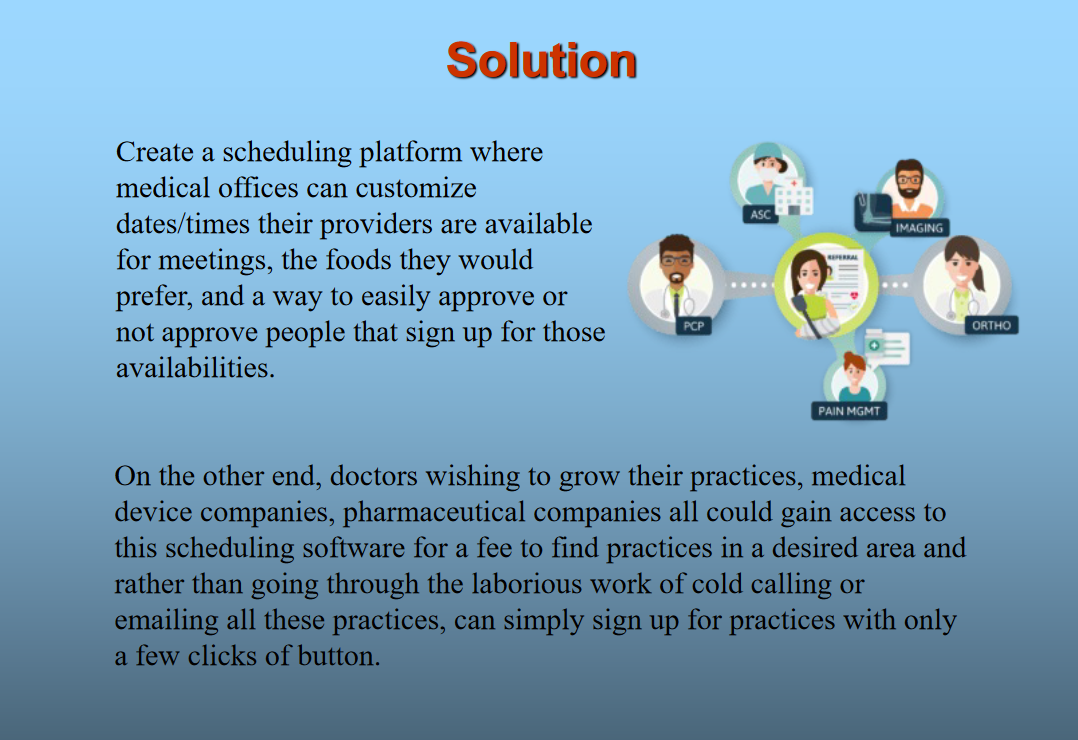 Solution
Create a scheduling platform where
medical offices can customize
dates/times their providers are available
for meetings, the foods they would
prefer, and a way to easily approve or
not approve people that sign up for those
availabilities.
ASC
IMAGING
REFERRAL
PCP
ORTHO
PAIN MGMT
On the other end, doctors wishing to grow their practices, medical
device companies, pharmaceutical companies all could gain access to
this scheduling software for a fee to find practices in a desired area and
rather than going through the laborious work of cold calling or
emailing all these practices, can simply sign up for practices with only
a few clicks of button.